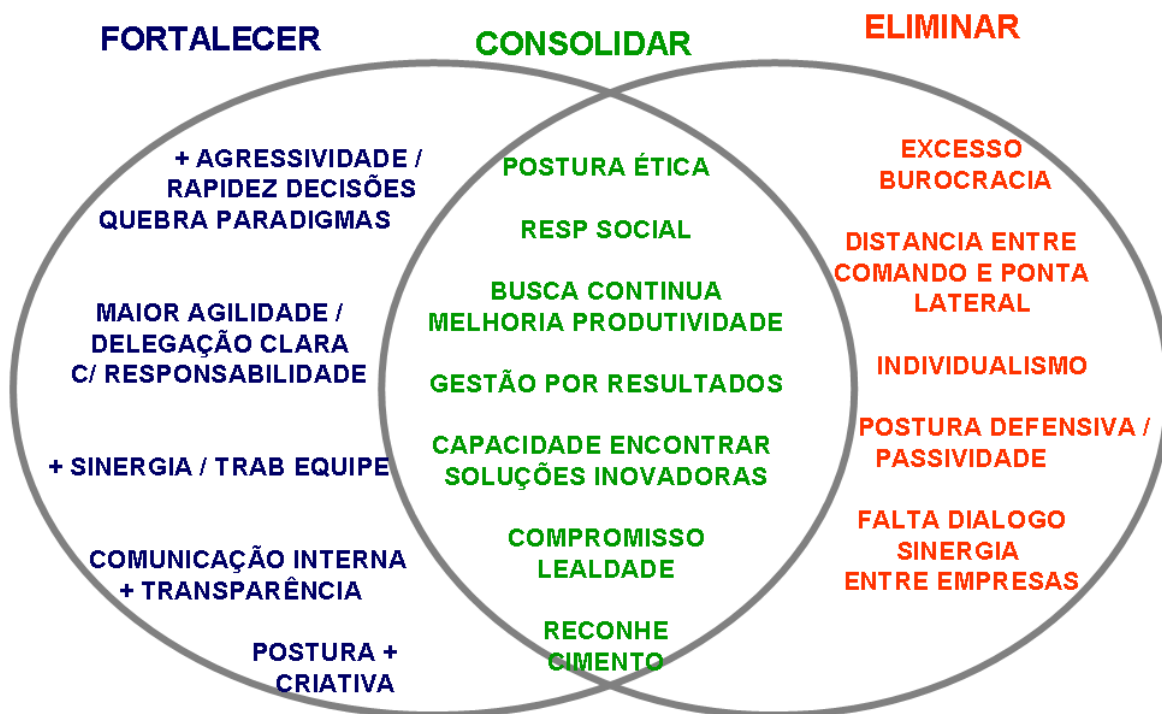 FORTALECER
+ AGRESSIVIDADE /
RAPIDEZ DECISÕES
QUEBRA PARADIGMAS
MAIOR AGILIDADE /
DELEGAÇÃO CLARA
C/ RESPONSABILIDADE
+ SINERGIA / TRAB EQUIPE
COMUNICAÇÃO INTERNA
+ TRANSPARÊNCIA
POSTURA +
CRIATIVA
CONSOLIDAR
POSTURA ÉTICA
RESP SOCIAL
BUSCA CONTINUA
MELHORIA PRODUTIVIDADE
GESTÃO POR RESULTADOS
CAPACIDADE ENCONTRAR
SOLUÇÕES INOVADORAS
COMPROMISSO
LEALDADE
RECONHE
CIMENTO
ELIMINAR
EXCESSO
BUROCRACIA
DISTANCIA ENTRE
COMANDO E PONTA
LATERAL
INDIVIDUALISMO
POSTURA DEFENSIVA /
PASSIVIDADE
FALTA DIALOGO
SINERGIA
ENTRE EMPRESAS